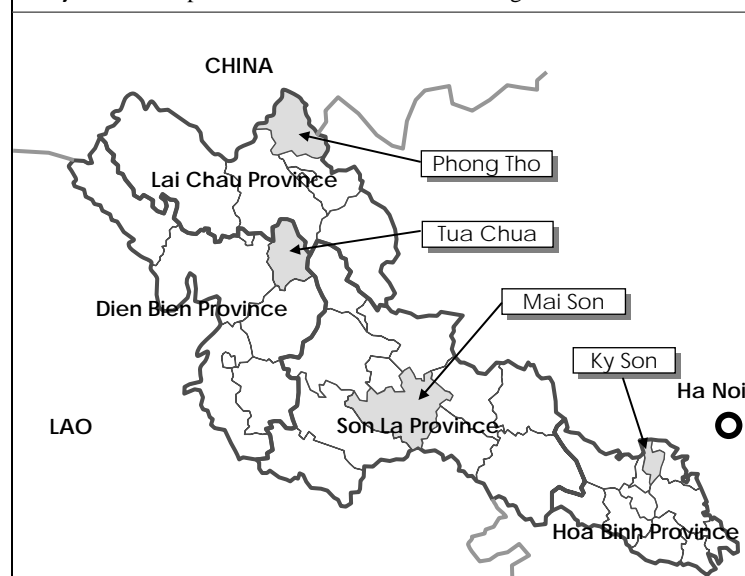 CHINA
Phong Tho
Lai Chau Province
Tua Chua
Mai Son
Dien Bien Province
Ky Son
Ha Noi
LAO
Son La Province
Hoa Binh Province